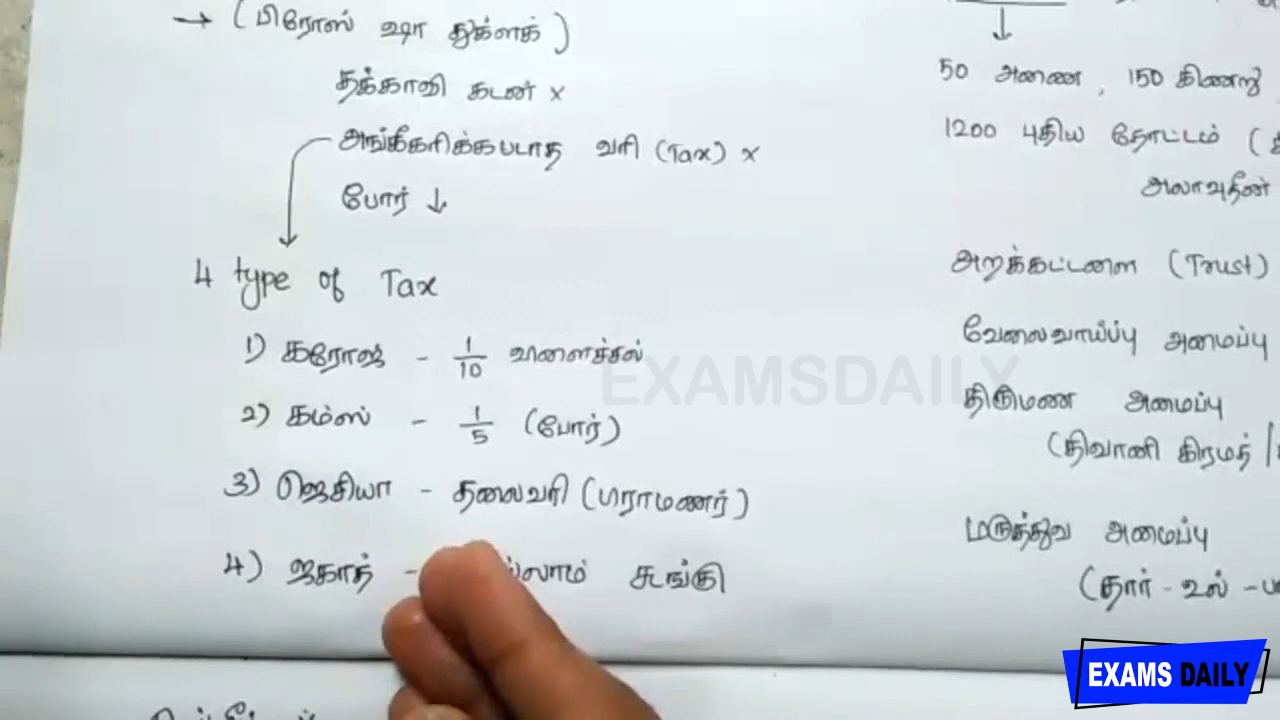 → (பிரோஸ் ஷா துக்ளக்)
தக்காவி கடன் x
அங்கீகரிக்கபடாத வரி (Tax) x
போர் ↓
4 type of Tax
1) கரோஜ் - 1/10 வாளைச்சல்
2) கம்ஸ் - 1/5 (போர்)
3) ஜெசியா - தலைவரி (பராமணர்)
4) ஜகாத் - சடங்கு
50 அணை, 150 கிணறு
1200 புதிய தோட்டம் (
அலாவுதீன்
அறக்கட்டளை (Trust)
வேலைவாய்ப்பு அமைப்பு
திருமண அமைப்பு
(திவானி கிரமத் /
மருத்துவ அமைப்பு
(தார் - உல் -
EXAMSDAILY
EXAMS DAILY